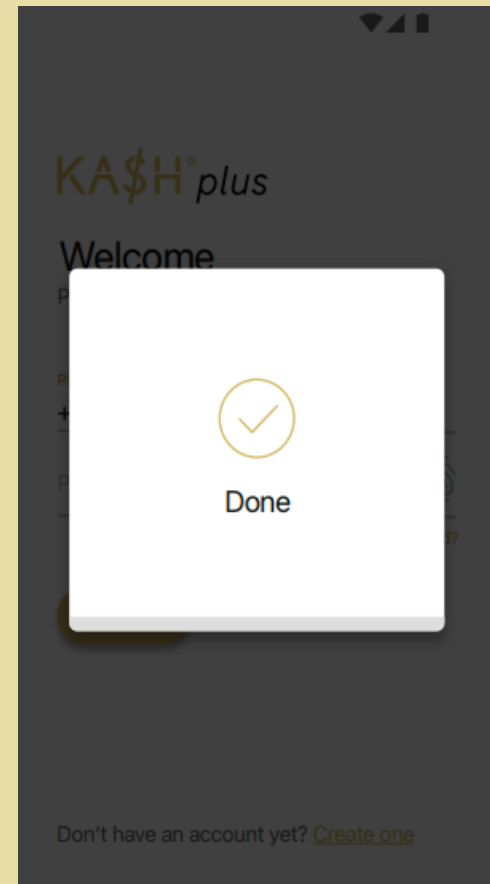 KA$H® plus
Welcome
P
P
+
P
Done
d?
Don't have an account yet? Create one